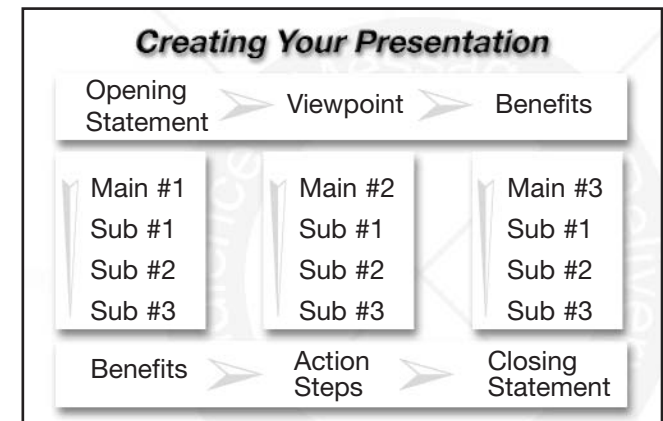 Creating Your Presentation
Opening Statement Viewpoint Benefits
Main #1
Sub #1
Sub #2
Sub #3
Main #2
Sub #1
Sub #2
Sub #3
Main #3
Sub #1
Sub #2
Sub #3
Benefits Action Steps Closing Statement